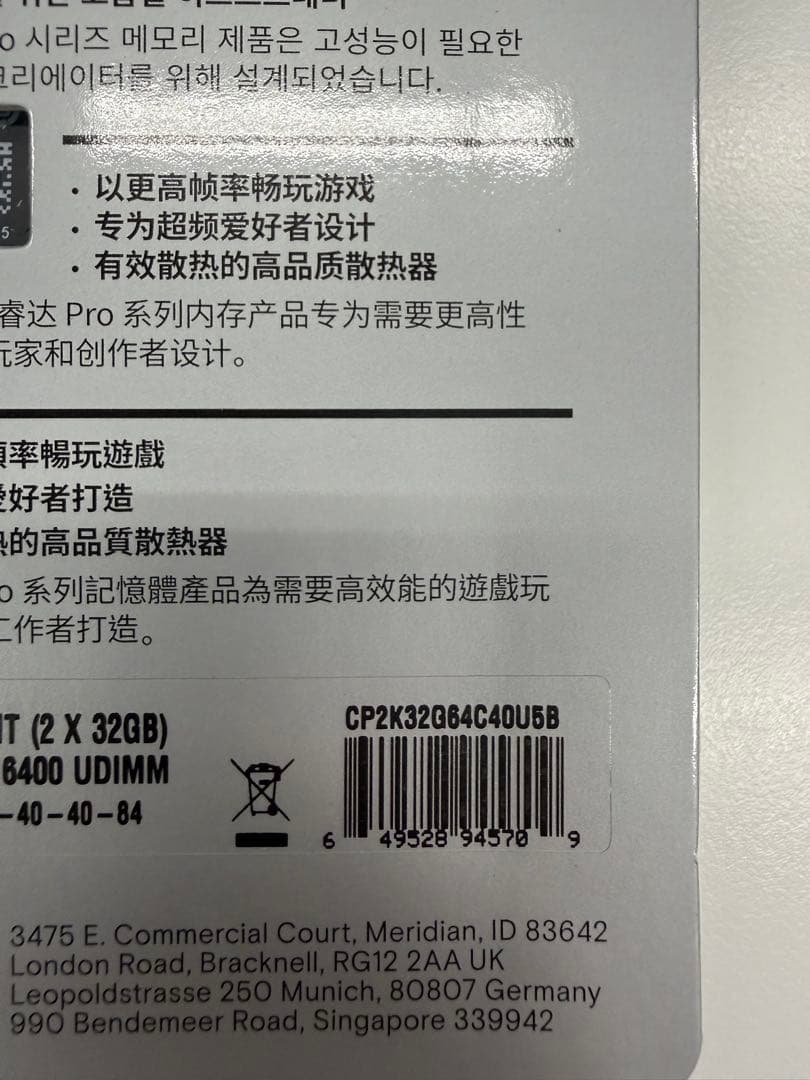 o 시리즈 메모리 제품은 고성능이 필요한
크리에이터를 위해 설계되었습니다.
5
· 以更高帧率畅玩游戏
· 专为超频爱好者设计
· 有效散热的高品质散热器
睿达 Pro 系列内存产品专为需要更高性
玩家和创作者设计。
率暢玩遊戲
愛好者打造
熱的高品質散熱器
o 系列記憶體產品為需要高效能的遊戲玩
工作者打造。
IT (2 X 32GB)
6400 UDIMM
-40-40-84
CP2K32G64C40U5B
6 49528 94570 9
3475 E. Commercial Court, Meridian, ID 83642
London Road, Bracknell, RG12 2AA UK
Leopoldstrasse 250 Munich, 80807 Germany
990 Bendemeer Road, Singapore 339942